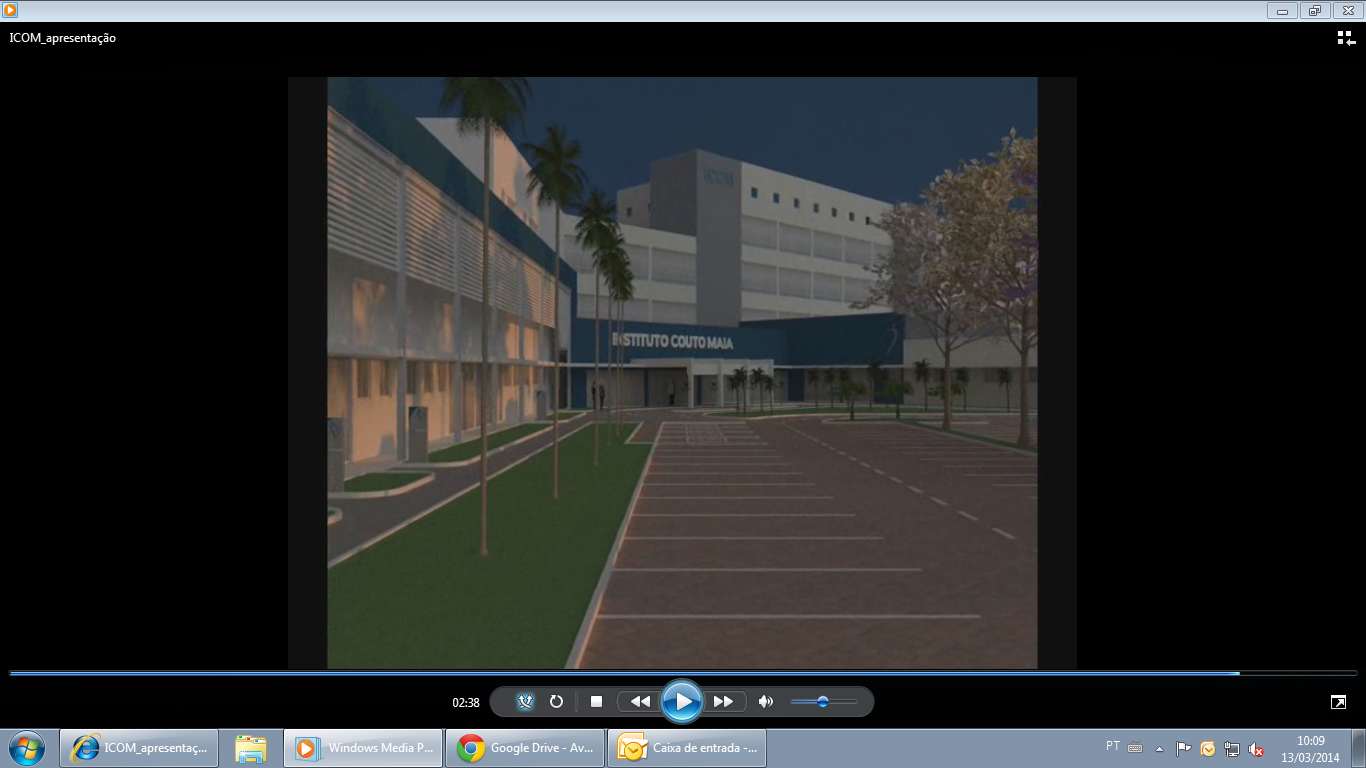 ICOM_apresentação
ICOM
INSTITUTO COUTO MAIA
02:38
ICOM_apresentaç...
Windows Media P...
Google Drive - Av...
Caixa de entrada -...
PT
10:09
13/03/2014